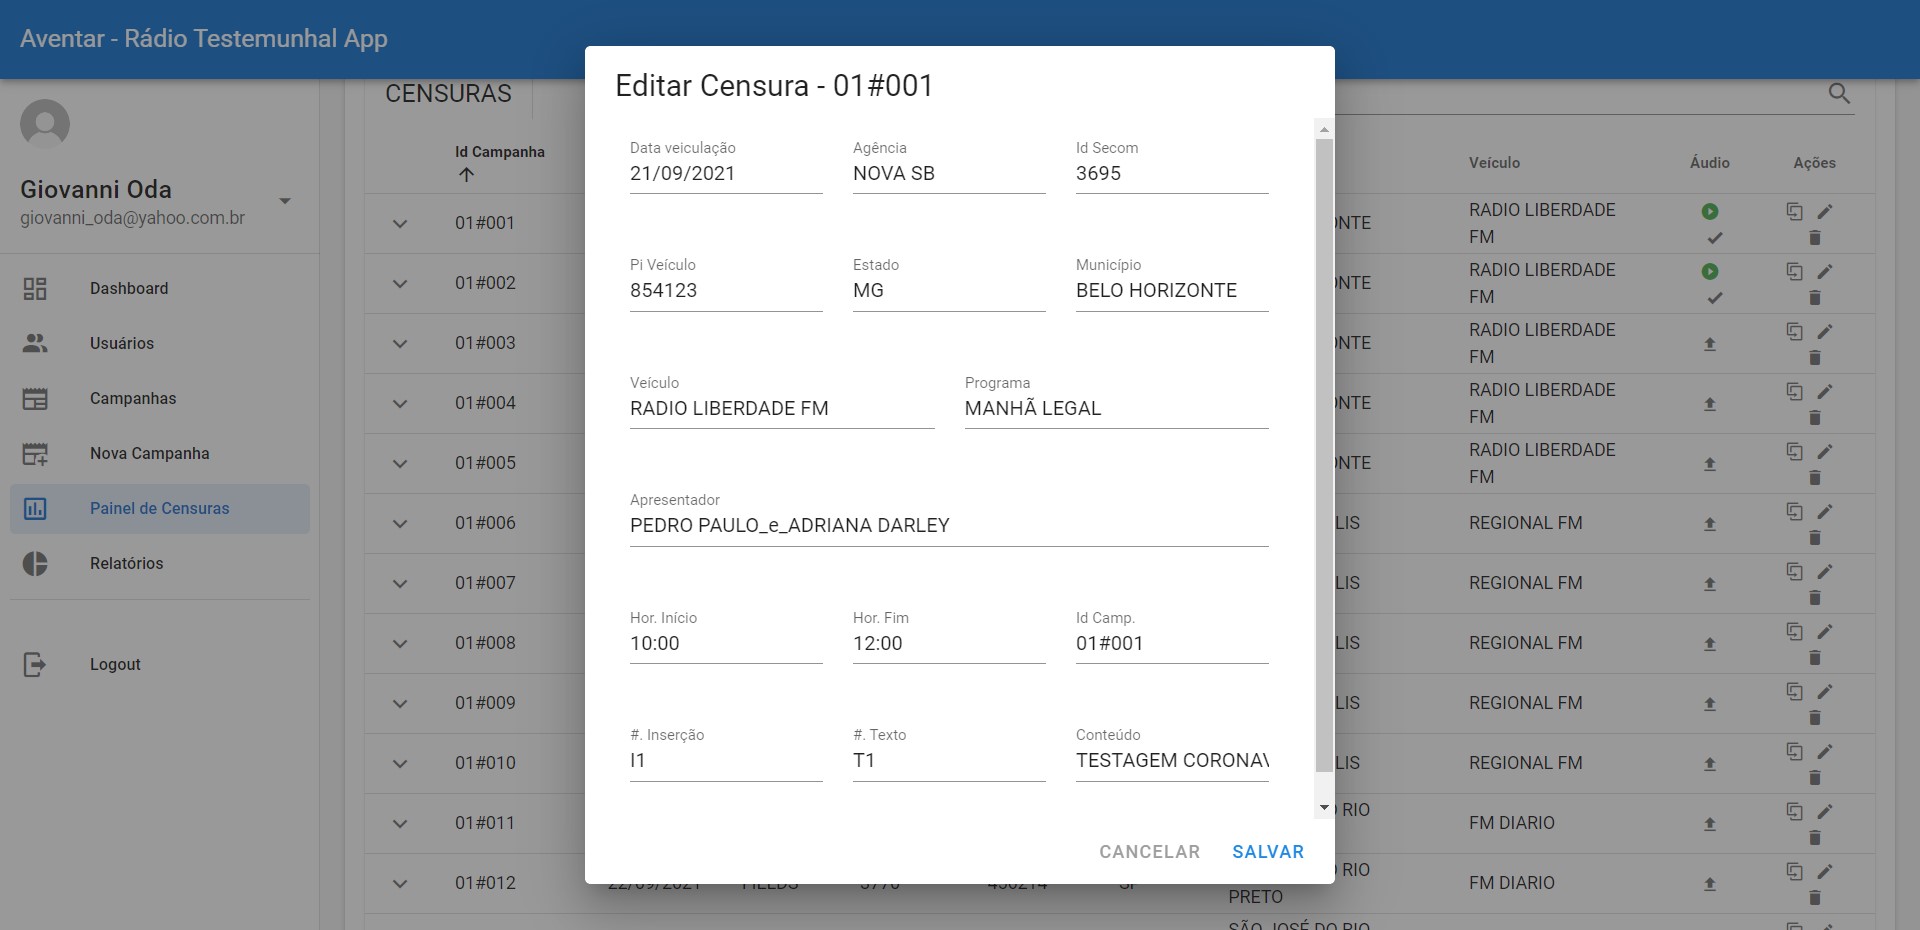 Aventar - Rádio Testemunhal App
Giovanni Oda
giovanni_oda@yahoo.com.br
Dashboard
Usuários
Campanhas
Nova Campanha
Painel de Censuras
Relatórios
Logout
CENSURAS
Id Campanha
Veículo
Áudio
Ações
01#001
NTE
RADIO LIBERDADE
FM
01#002
NTE
RADIO LIBERDADE
FM
01#003
NTE
RADIO LIBERDADE
FM
01#004
NTE
RADIO LIBERDADE
FM
01#005
NTE
RADIO LIBERDADE
FM
01#006
LIS
REGIONAL FM
01#007
LIS
REGIONAL FM
01#008
LIS
REGIONAL FM
01#009
LIS
REGIONAL FM
01#010
LIS
REGIONAL FM
01#011
RIO
FM DIARIO
01#012
22/09/2021
FIELDS
3770
SP
RIO
PRETO
FM DIARIO
SÃO JOSÉ DO RIO
Editar Censura - 01#001
Data veiculação
21/09/2021
Agência
NOVA SB
Id Secom
3695
Pi Veículo
854123
Estado
MG
Município
BELO HORIZONTE
Veículo
RADIO LIBERDADE FM
Programa
MANHÃ LEGAL
Apresentador
PEDRO PAULO_e_ADRIANA DARLEY
Hor. Início
10:00
Hor. Fim
12:00
Id Camp.
01#001
#. Inserção
I1
#. Texto
T1
Conteúdo
TESTAGEM CORONAV
CANCELAR
SALVAR